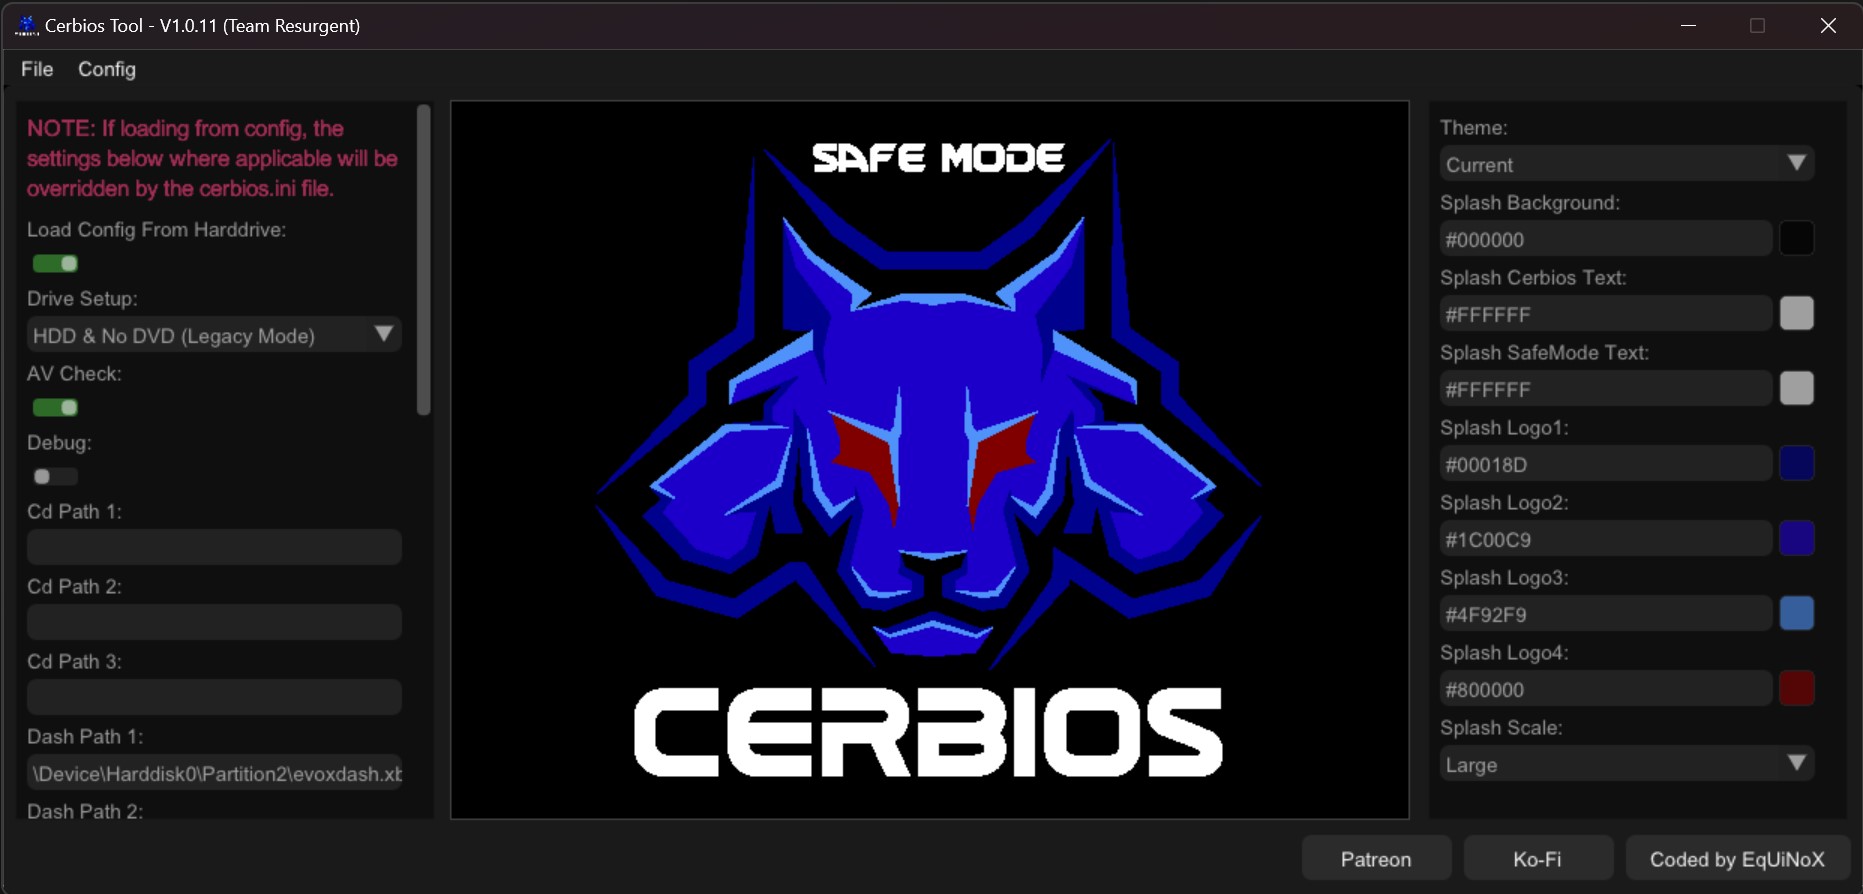 Cerbios Tool - V1.0.11 (Team Resurgent)
File Config
NOTE: If loading from config, the
settings below where applicable will be
overridden by the cerbios.ini file.
Load Config From Harddrive:
Drive Setup:
HDD & No DVD (Legacy Mode)
AV Check:
Debug:
Cd Path 1:
Cd Path 2:
Cd Path 3:
Dash Path 1:
\Device\Harddisk0\Partition2\evoxdash.xb
Dash Path 2:
SAFE MODE
CERBIOS
Theme:
Current
Splash Background:
#000000
Splash Cerbios Text:
#FFFFFF
Splash SafeMode Text:
#FFFFFF
Splash Logo1:
#00018D
Splash Logo2:
#1C00C9
Splash Logo3:
#4F92F9
Splash Logo4:
#800000
Splash Scale:
Large
Patreon
Ko-Fi
Coded by EqUiNoX